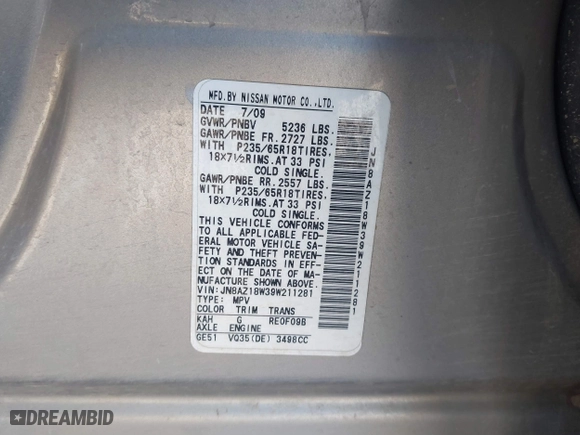 MFD.BY NISSAN MOTOR CO.,LTD.
DATE 7/09
GVWR/PNBV 5236 LBS.
GAWR/PNBE FR. 2727 LBS.
WITH P235/65R18TIRES,
18×7½RIMS.AT 33 PSI
COLD SINGLE.
GAWR/PNBE RR. 2557 LBS.
WITH P235/65R18TIRES,
18×7½RIMS.AT 33 PSI
COLD SINGLE.
THIS VEHICLE CONFORMS
TO ALL APPLICABLE FED-
ERAL MOTOR VEHICLE SA-
FETY AND THEFT PREVEN-
TION STANDARDS IN EFF-
ECT ON THE DATE OF MA-
NUFACTURE SHOWN ABOVE.
VIN: JN8AZ18W39W211281
TYPE: MPV
COLOR TRIM TRANS
KAH G RE0F09B
AXLE ENGINE
GE51 VQ35(DE) 3498CC
JN8AZ18W39W211281
DREAMBID